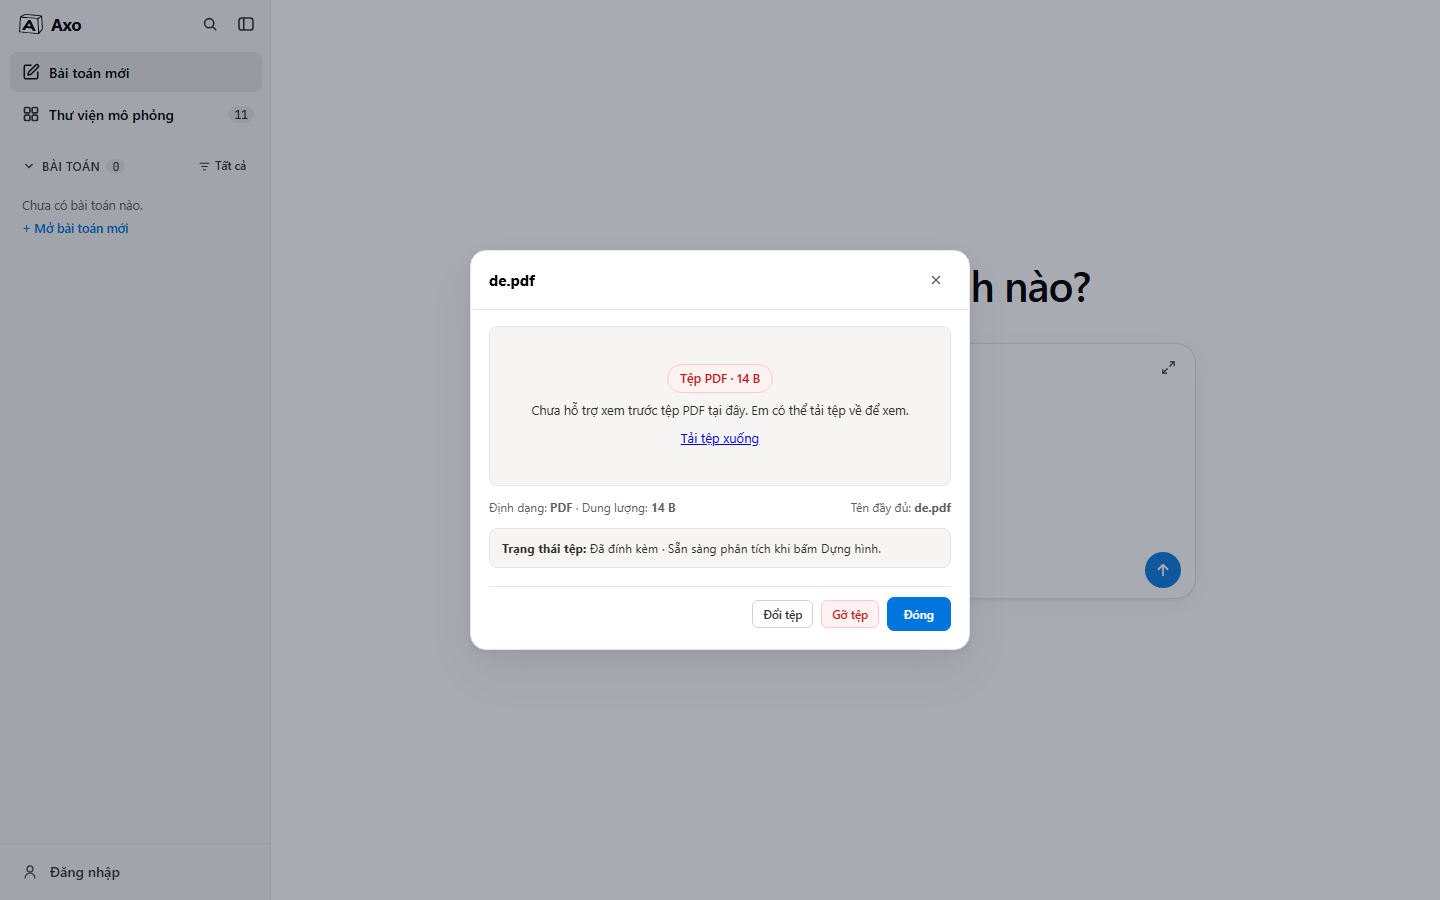 Axo
Bài toán mới
Thư viện mô phỏng 11
BÀI TOÁN 0 Tất cả
Chưa có bài toán nào.
+ Mở bài toán mới
h nào?
de.pdf
Tệp PDF · 14 B
Chưa hỗ trợ xem trước tệp PDF tại đây. Em có thể tải tệp về để xem.
Tải tệp xuống
Định dạng: PDF · Dung lượng: 14 B Tên đầy đủ: de.pdf
Trạng thái tệp: Đã đính kèm · Sẵn sàng phân tích khi bấm Dựng hình.
Đổi tệp Gỡ tệp Đóng
Đăng nhập